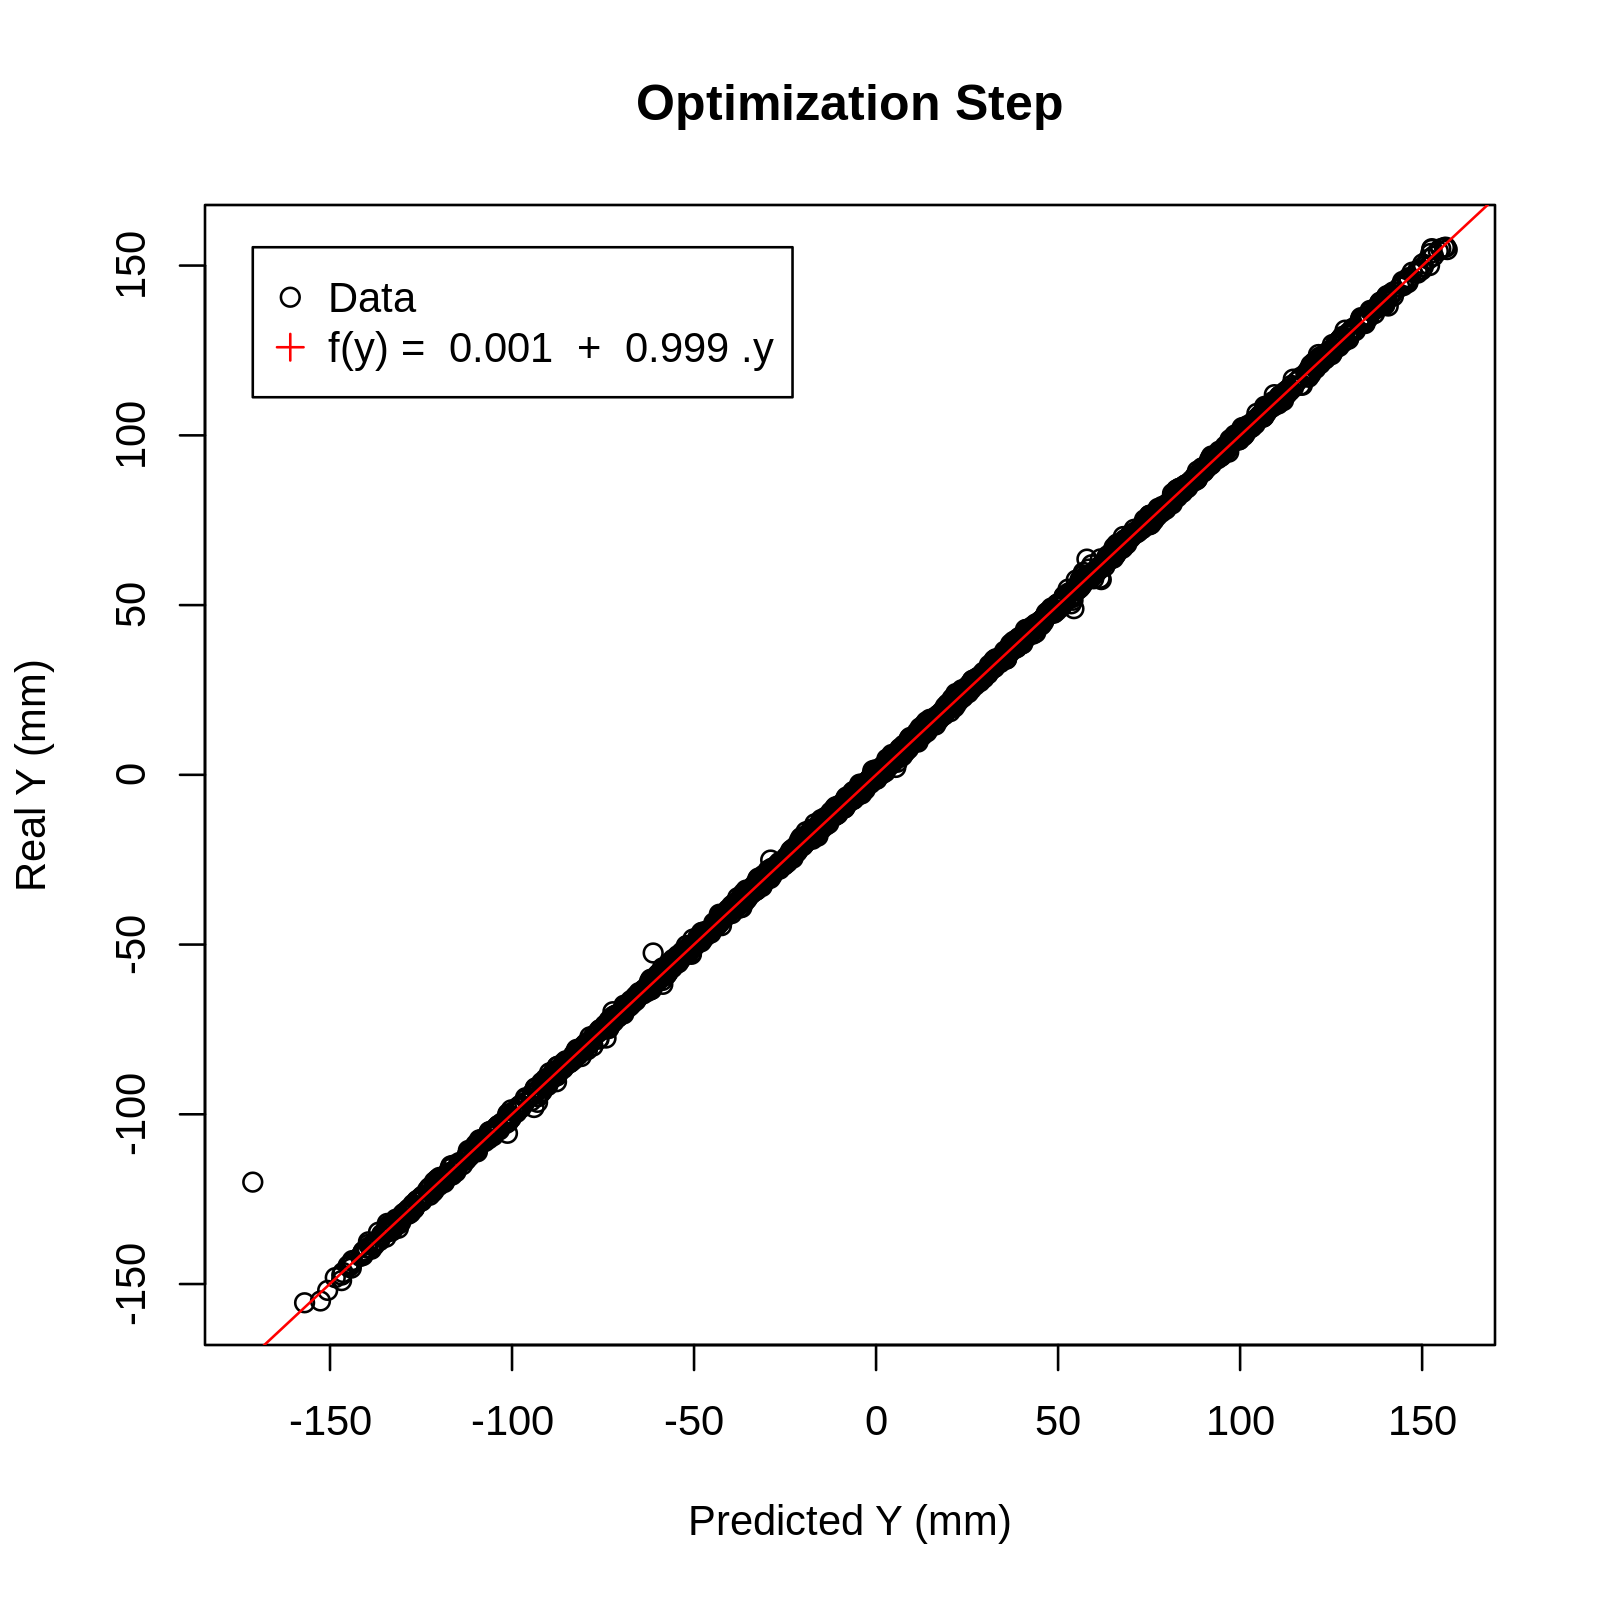 Optimization Step
Data
f(y) = 0.001 + 0.999 .y
150
100
50
0
-50
-100
-150
Real Y (mm)
-150 -100 -50 0 50 100 150
Predicted Y (mm)